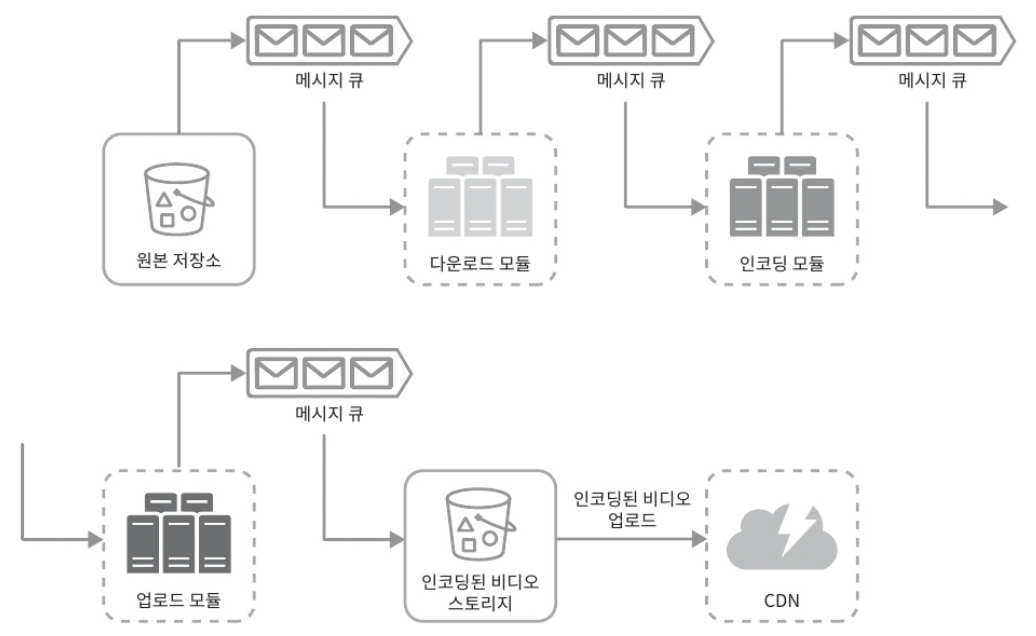 메시지 큐
메시지 큐
메시지 큐
원본 저장소
다운로드 모듈
인코딩 모듈
메시지 큐
업로드 모듈
인코딩된 비디오
스토리지
인코딩된 비디오
업로드
CDN